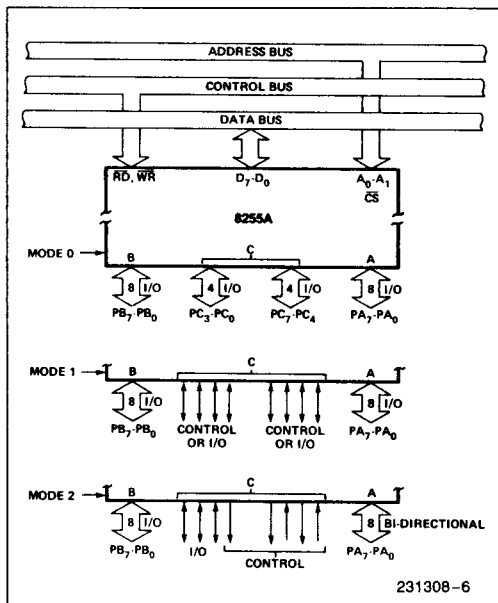 ADDRESS BUS
CONTROL BUS
DATA BUS
RD, WR D7-D0 A0-A1
CS
8255A
MODE 0 B C A
8 I/O 4 I/O 4 I/O 8 I/O
PB7-PB0 PC3-PC0 PC7-PC4 PA7-PA0
MODE 1 B C A
8 I/O CONTROL OR I/O CONTROL OR I/O 8 I/O
PB7-PB0 PA7-PA0
MODE 2 B C A
8 I/O 8 BI-DIRECTIONAL
PB7-PB0 I/O CONTROL PA7-PA0
231308-6